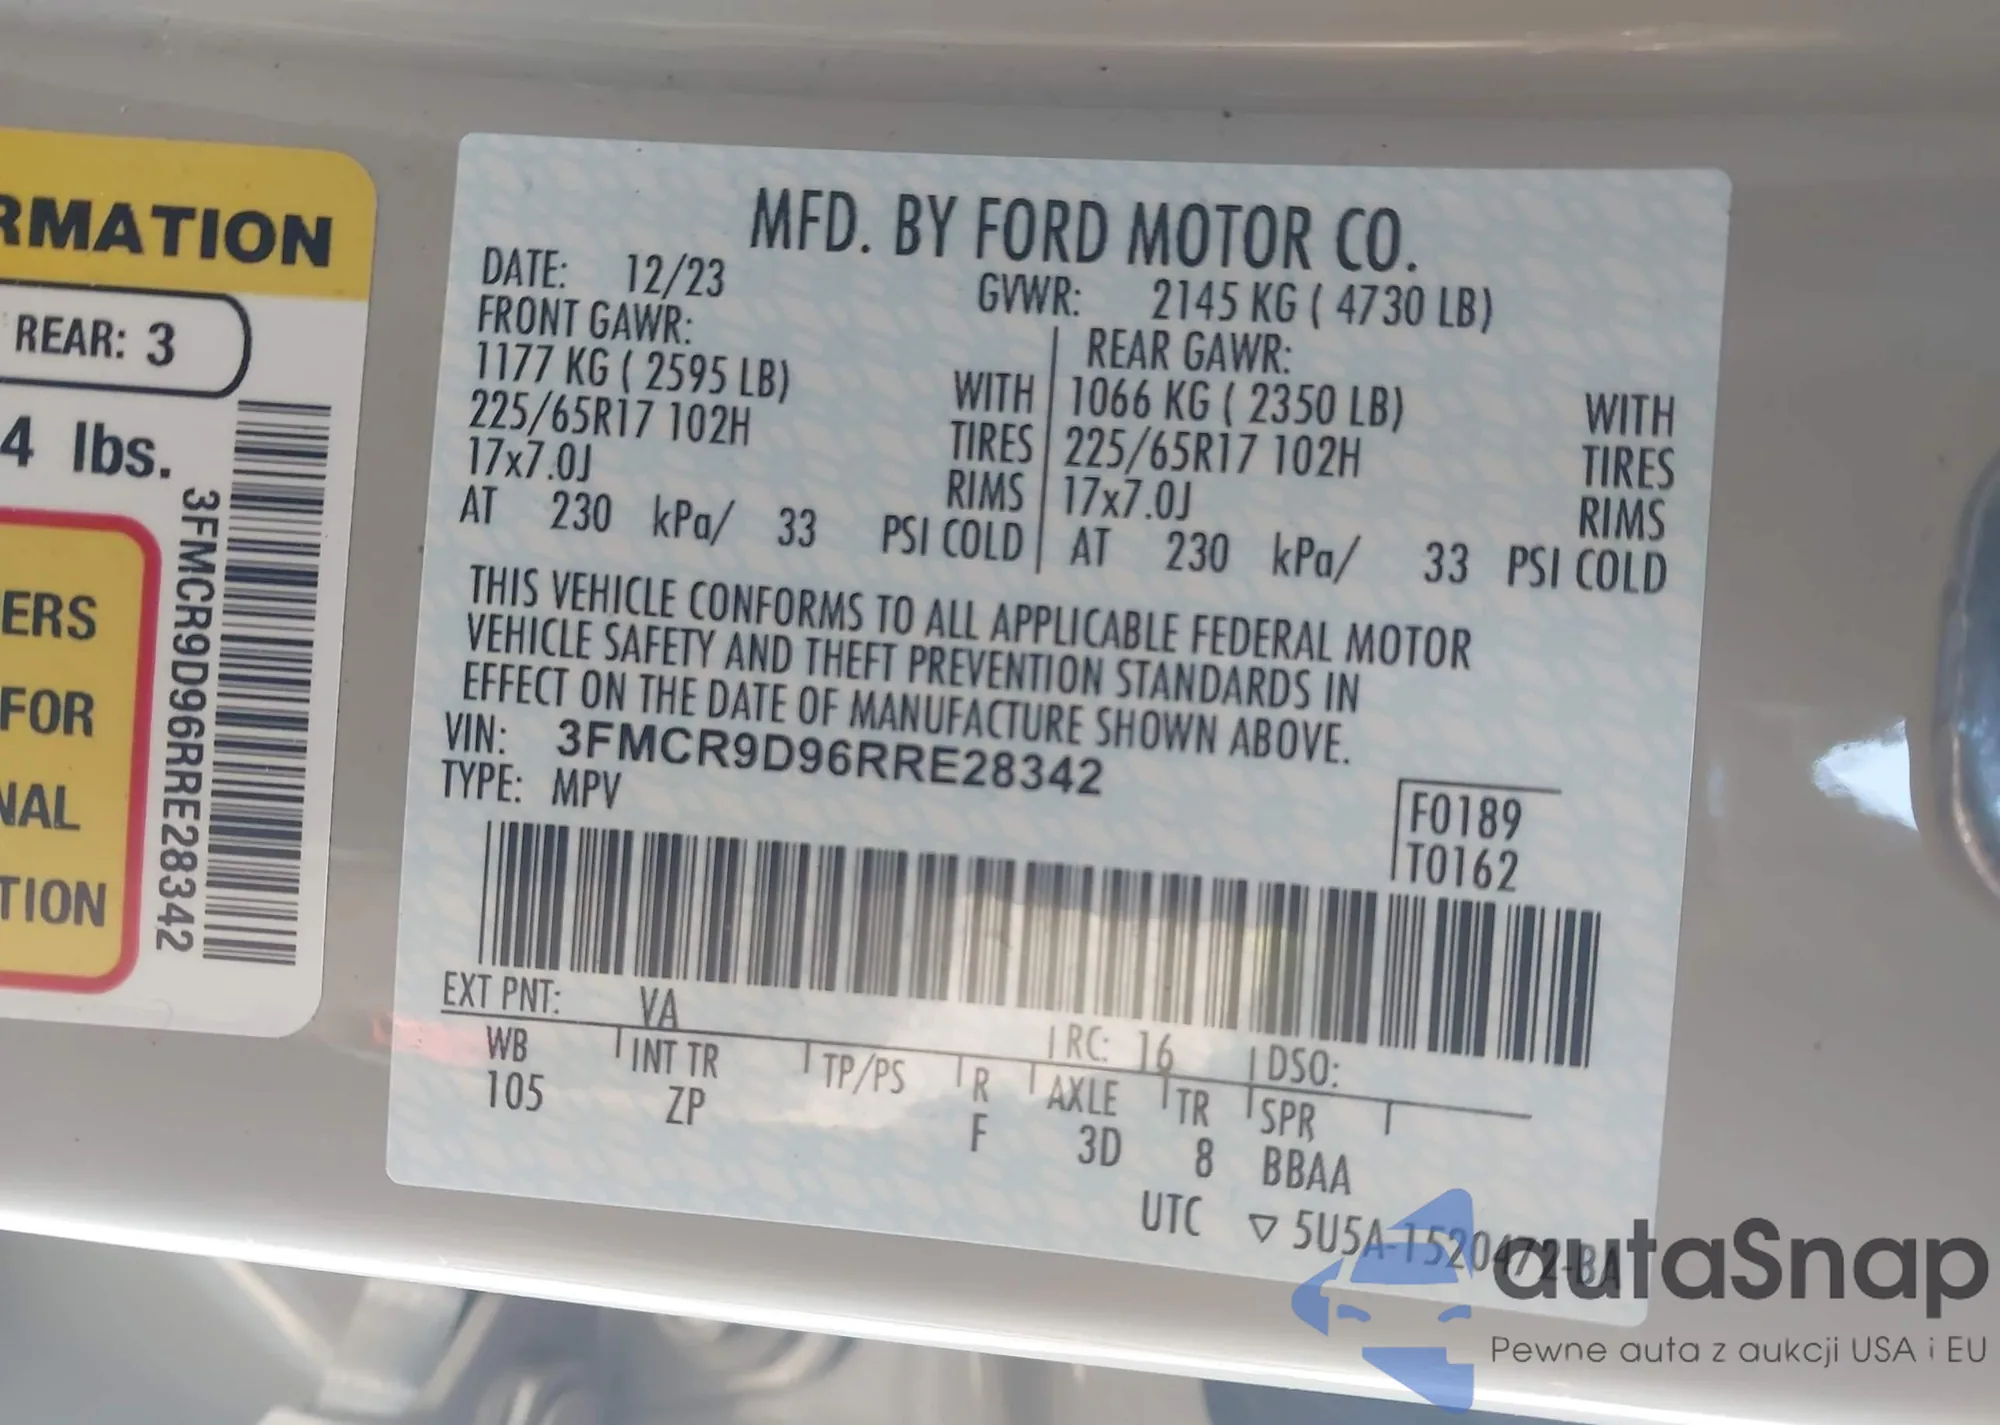 RMATION
REAR: 3
4 lbs.
ERS
FOR
NAL
TION
3FMCR9D96RRE28342
MFD. BY FORD MOTOR CO.
DATE: 12/23 GVWR: 2145 KG ( 4730 LB)
FRONT GAWR: REAR GAWR:
1177 KG ( 2595 LB) WITH 1066 KG ( 2350 LB) WITH
225/65R17 102H TIRES 225/65R17 102H TIRES
17x7.0J RIMS 17x7.0J RIMS
AT 230 kPa/ 33 PSI COLD AT 230 kPa/ 33 PSI COLD
THIS VEHICLE CONFORMS TO ALL APPLICABLE FEDERAL MOTOR
VEHICLE SAFETY AND THEFT PREVENTION STANDARDS IN
EFFECT ON THE DATE OF MANUFACTURE SHOWN ABOVE.
VIN: 3FMCR9D96RRE28342
TYPE: MPV
F0189
T0162
EXT PNT: VA RC: 16 DSO:
WB INT TR TP/PS R AXLE TR SPR
105 ZP F 3D 8 BBAA
UTC ▽ 5U5A-1520472-BA
autaSnap
Pewne auta z aukcji USA i EU